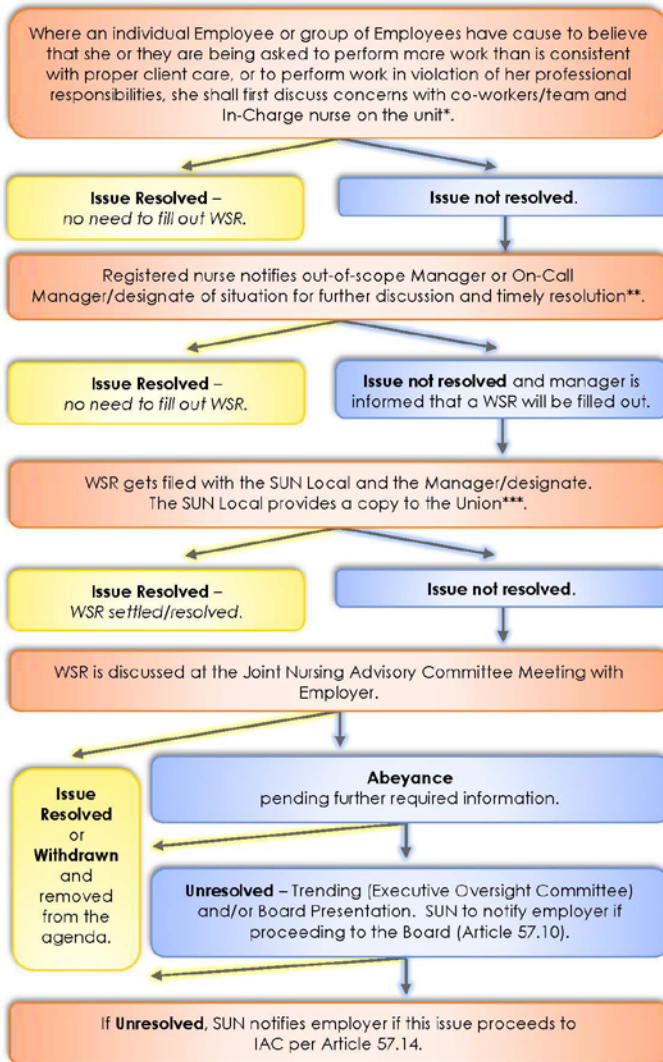 Where an individual Employee or group of Employees have cause to believe
that she or they are being asked to perform more work than is consistent
with proper client care, or to perform work in violation of her professional
responsibilities, she shall first discuss concerns with co-workers/team and
In-Charge nurse on the unit*.
Issue Resolved –
no need to fill out WSR.
Issue not resolved.
Registered nurse notifies out-of-scope Manager or On-Call
Manager/designate of situation for further discussion and timely resolution**.
Issue Resolved –
no need to fill out WSR.
Issue not resolved and manager is
informed that a WSR will be filled out.
WSR gets filed with the SUN Local and the Manager/designate.
The SUN Local provides a copy to the Union***.
Issue Resolved –
WSR settled/resolved.
Issue not resolved.
WSR is discussed at the Joint Nursing Advisory Committee Meeting with
Employer.
Issue
Resolved
or
Withdrawn
and
removed
from the
agenda.
Abeyance
pending further required information.
Unresolved – Trending (Executive Oversight Committee)
and/or Board Presentation. SUN to notify employer if
proceeding to the Board (Article 57.10).
If Unresolved, SUN notifies employer if this issue proceeds to
IAC per Article 57.14.